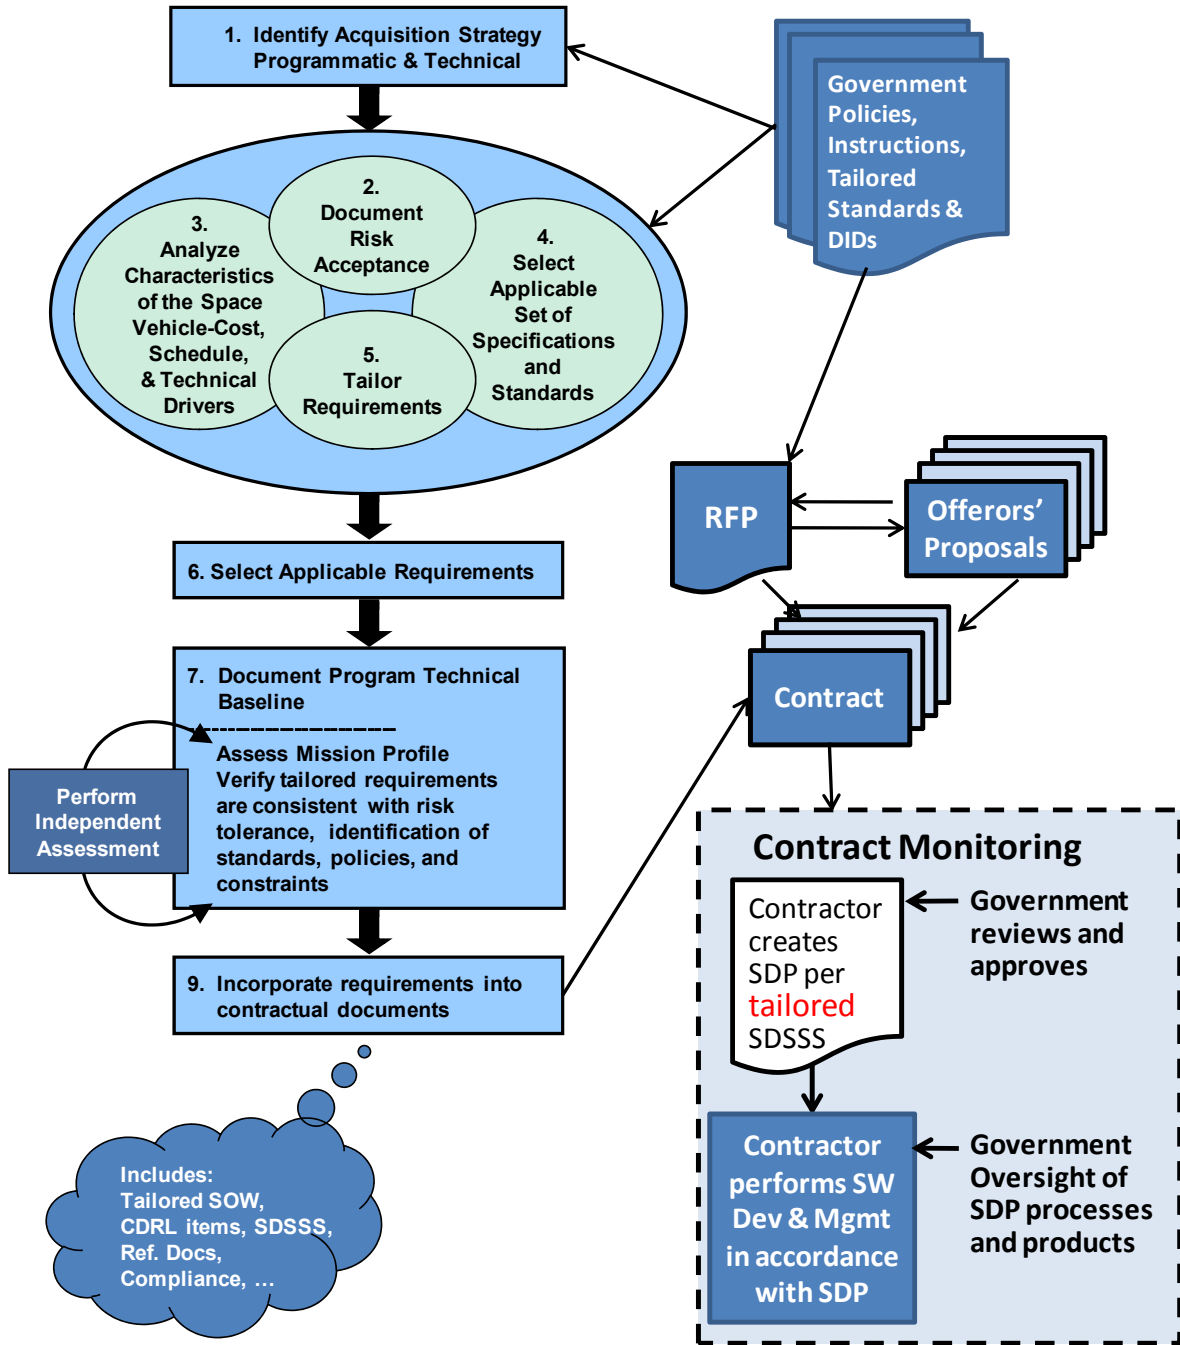 1. Identify Acquisition Strategy
Programmatic & Technical
Government
Policies,
Instructions,
Tailored
Standards &
DIDs
2.
Document
Risk
Acceptance
3.
Analyze
Characteristics
of the Space
Vehicle-Cost,
Schedule,
& Technical
Drivers
4.
Select
Applicable
Set of
Specifications
and
Standards
5.
Tailor
Requirements
RFP
Offerors’
Proposals
6. Select Applicable Requirements
Contract
7. Document Program Technical
Baseline
Assess Mission Profile
Verify tailored requirements
are consistent with risk
tolerance, identification of
standards, policies, and
constraints
Perform
Independent
Assessment
9. Incorporate requirements into
contractual documents
Includes:
Tailored SOW,
CDRL items, SDSSS,
Ref. Docs,
Compliance, ...
Contract Monitoring
Contractor
creates
SDP per
tailored
SDSSS
Government
reviews and
approves
Contractor
performs SW
Dev & Mgmt
in accordance
with SDP
Government
Oversight of
SDP processes
and products